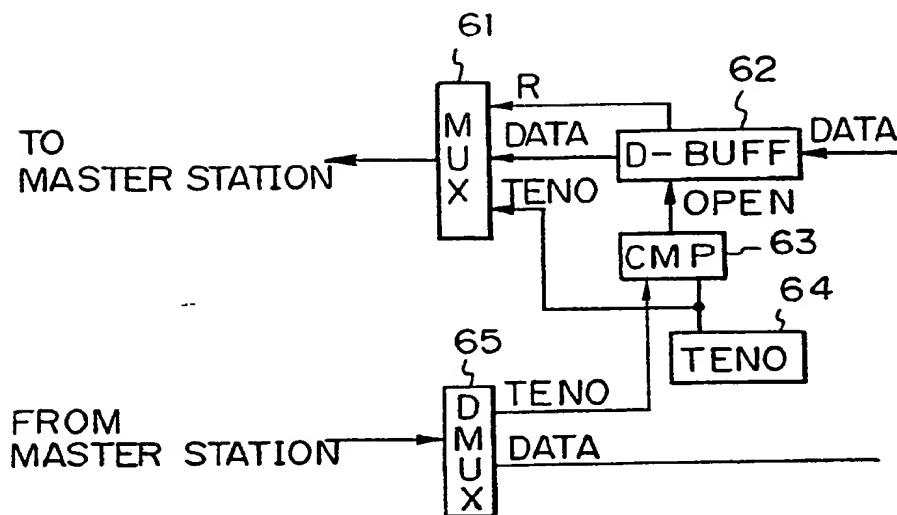 61
62
R
TO
MASTER STATION
MUX
DATA
D-BUFF
DATA
TENO
OPEN
CMP
63
64
TENO
65
FROM
MASTER STATION
DMUX
TENO
DATA